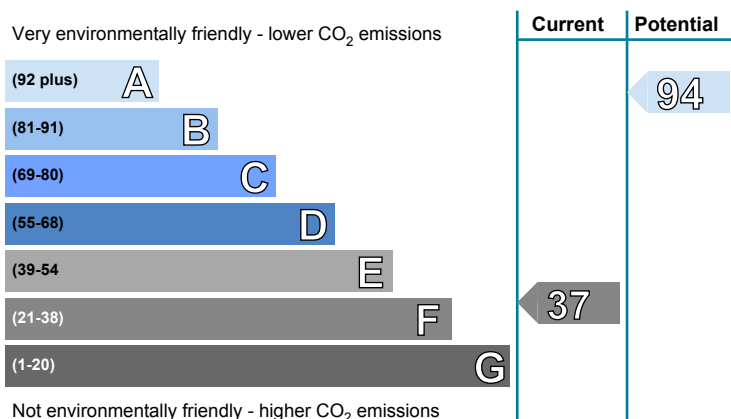 Very environmentally friendly - lower CO2 emissions
Current
Potential
(92 plus) A
94
(81-91) B
(69-80) C
(55-68) D
(39-54 E
(21-38) F
37
(1-20) G
Not environmentally friendly - higher CO2 emissions